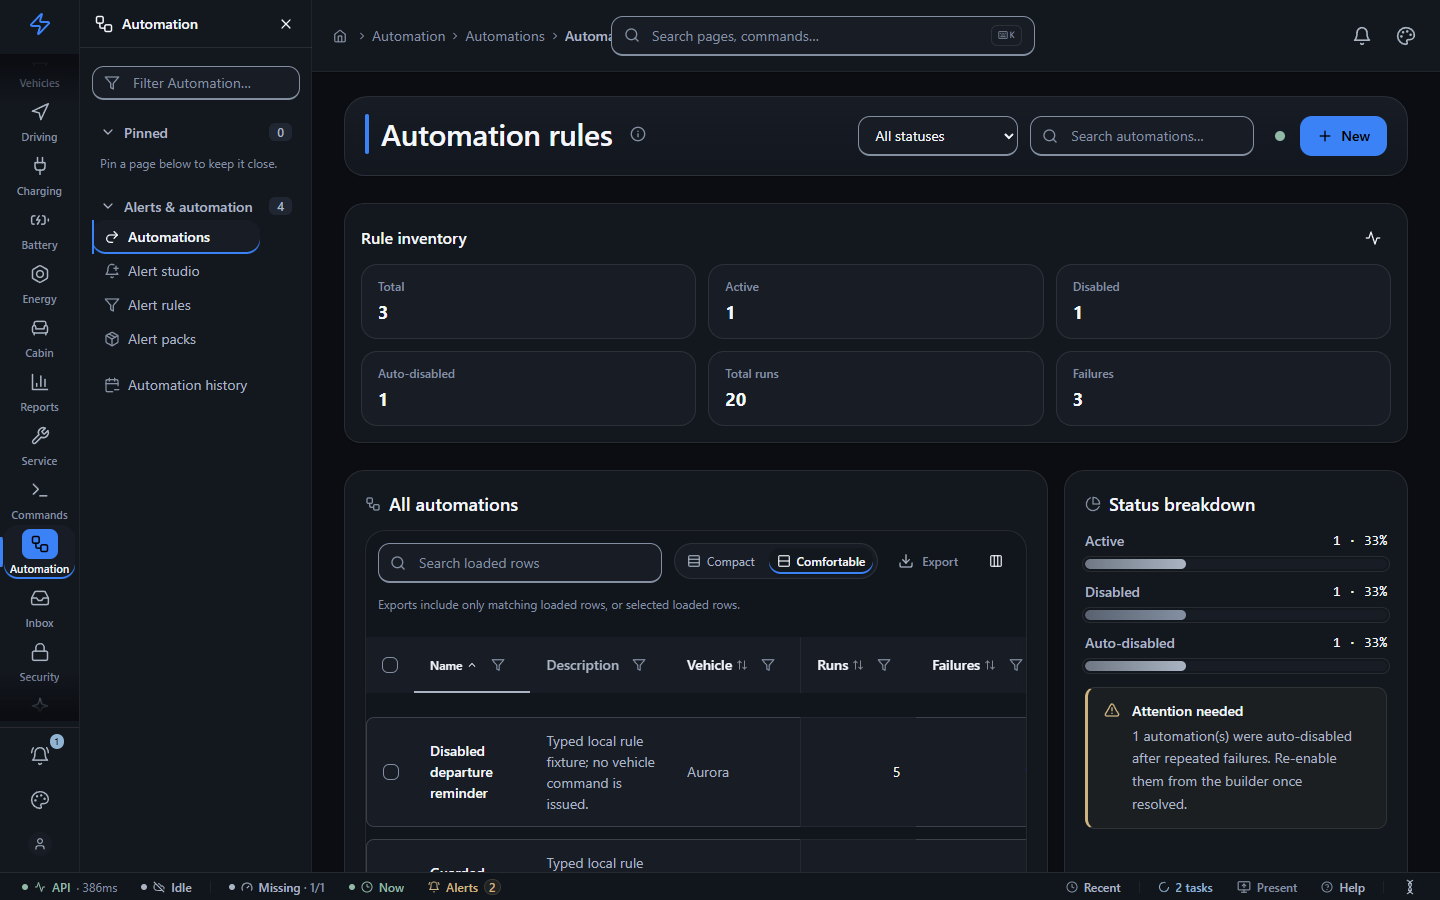 Vehicles
Driving
Charging
Battery
Energy
Cabin
Reports
Service
Commands
Automation
Inbox
Security
1
Automation
Filter Automation...
Pinned 0
Pin a page below to keep it close.
Alerts & automation 4
Automations
Alert studio
Alert rules
Alert packs
Automation history
Automation > Automations > Automa
Search pages, commands... K
Automation rules
All statuses
Search automations...
New
Rule inventory
Total
3
Active
1
Disabled
1
Auto-disabled
1
Total runs
20
Failures
3
All automations
Search loaded rows
Compact
Comfortable
Export
Exports include only matching loaded rows, or selected loaded rows.
Name Description Vehicle Runs Failures
Disabled
departure
reminder
Typed local rule
fixture; no vehicle
command is
issued.
Aurora
5
Typed local rule
Status breakdown
Active 1 · 33%
Disabled 1 · 33%
Auto-disabled 1 · 33%
Attention needed
1 automation(s) were auto-disabled
after repeated failures. Re-enable
them from the builder once
resolved.
API · 386ms
Idle
Missing · 1/1
Now
Alerts 2
Recent
2 tasks
Present
Help